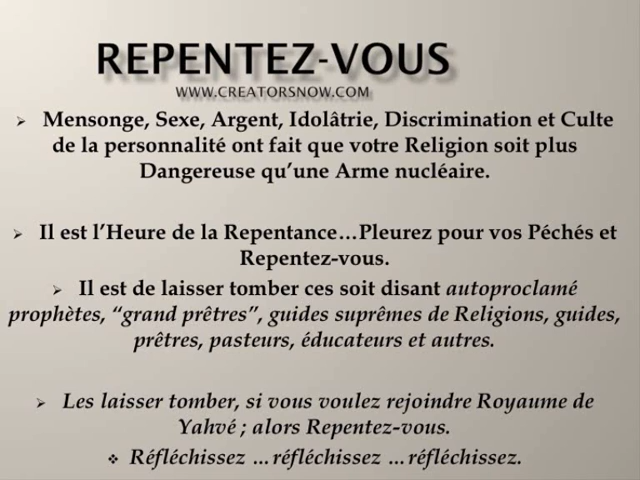 REPENTEZ-VOUS
WWW.CREATORSNOW.COM
➢ Mensonge, Sexe, Argent, Idolâtrie, Discrimination et Culte
de la personnalité ont fait que votre Religion soit plus
Dangereuse qu’une Arme nucléaire.
➢ Il est l’Heure de la Repentance…Pleurez pour vos Péchés et
Repentez-vous.
➢ Il est de laisser tomber ces soit disant autoproclamé
prophètes, “grand prêtres”, guides suprêmes de Religions, guides,
prêtres, pasteurs, éducateurs et autres.
➢ Les laisser tomber, si vous voulez rejoindre Royaume de
Yahvé ; alors Repentez-vous.
❖ Réfléchissez …réfléchissez …réfléchissez.